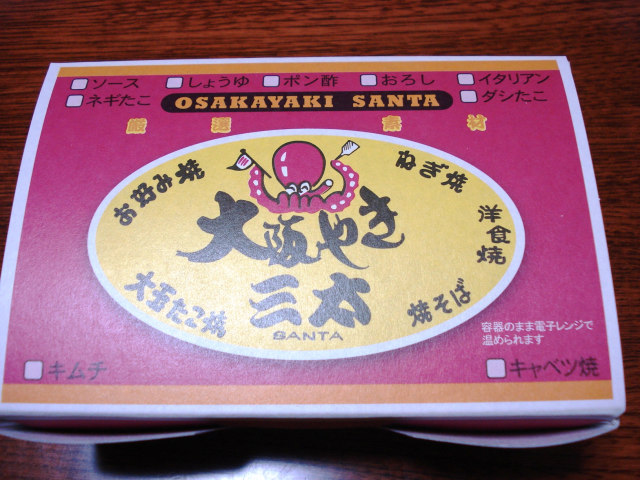 ソース しょうゆ ポン酢 おろし イタリアン
ネギたこ OSAKAYAKI SANTA ダシたこ
厳選 素材
お好み焼 ねぎ焼
大阪やき 洋食焼
三太
SANTA
大玉たこ焼 焼そば
容器のまま電子レンジで
温められます
キムチ キャベツ焼